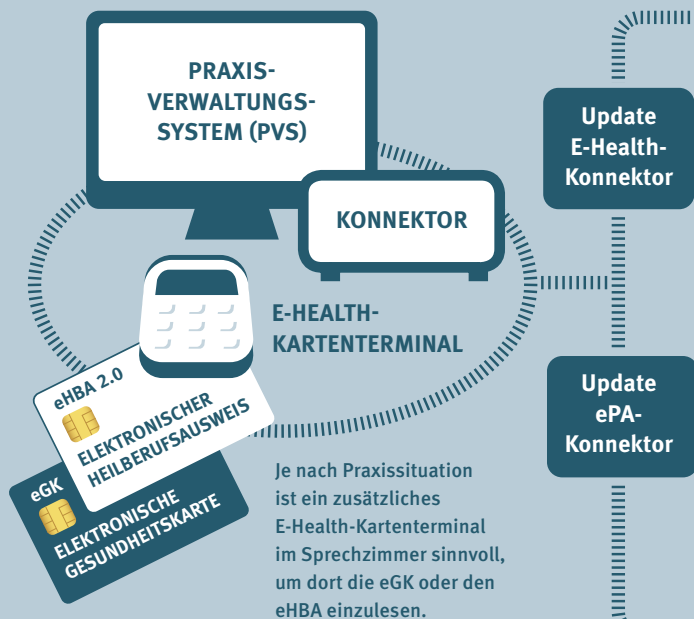 PRAXIS-
VERWALTUNGS-
SYSTEM (PVS)
KONNEKTOR
E-HEALTH-
KARTENTERMINAL
eHBA 2.0
ELEKTRONISCHER
HEILBERUFSAUSWEIS
eGK
ELEKTRONISCHE
GESUNDHEITSKARTE
Je nach Praxissituation
ist ein zusätzliches
E-Health-Kartenterminal
im Sprechzimmer sinnvoll,
um dort die eGK oder den
eHBA einzulesen.
Update
E-Health-
Konnektor
Update
ePA-
Konnektor